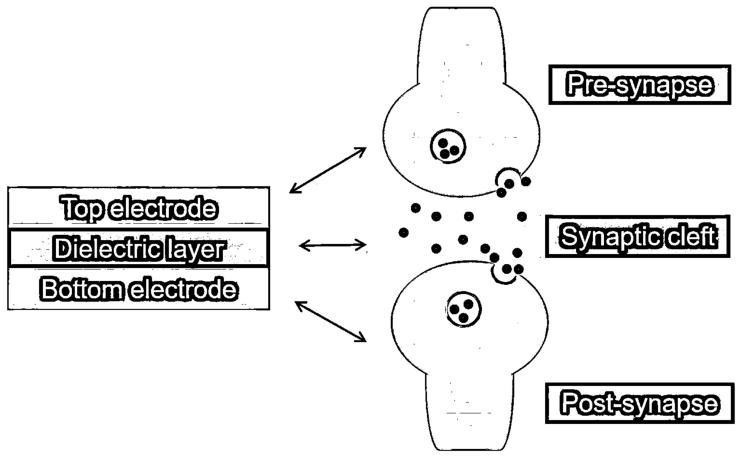 Pre-synapse
Top electrode
Dielectric layer
Synaptic cleft
Bottom electrode
Post-synapse